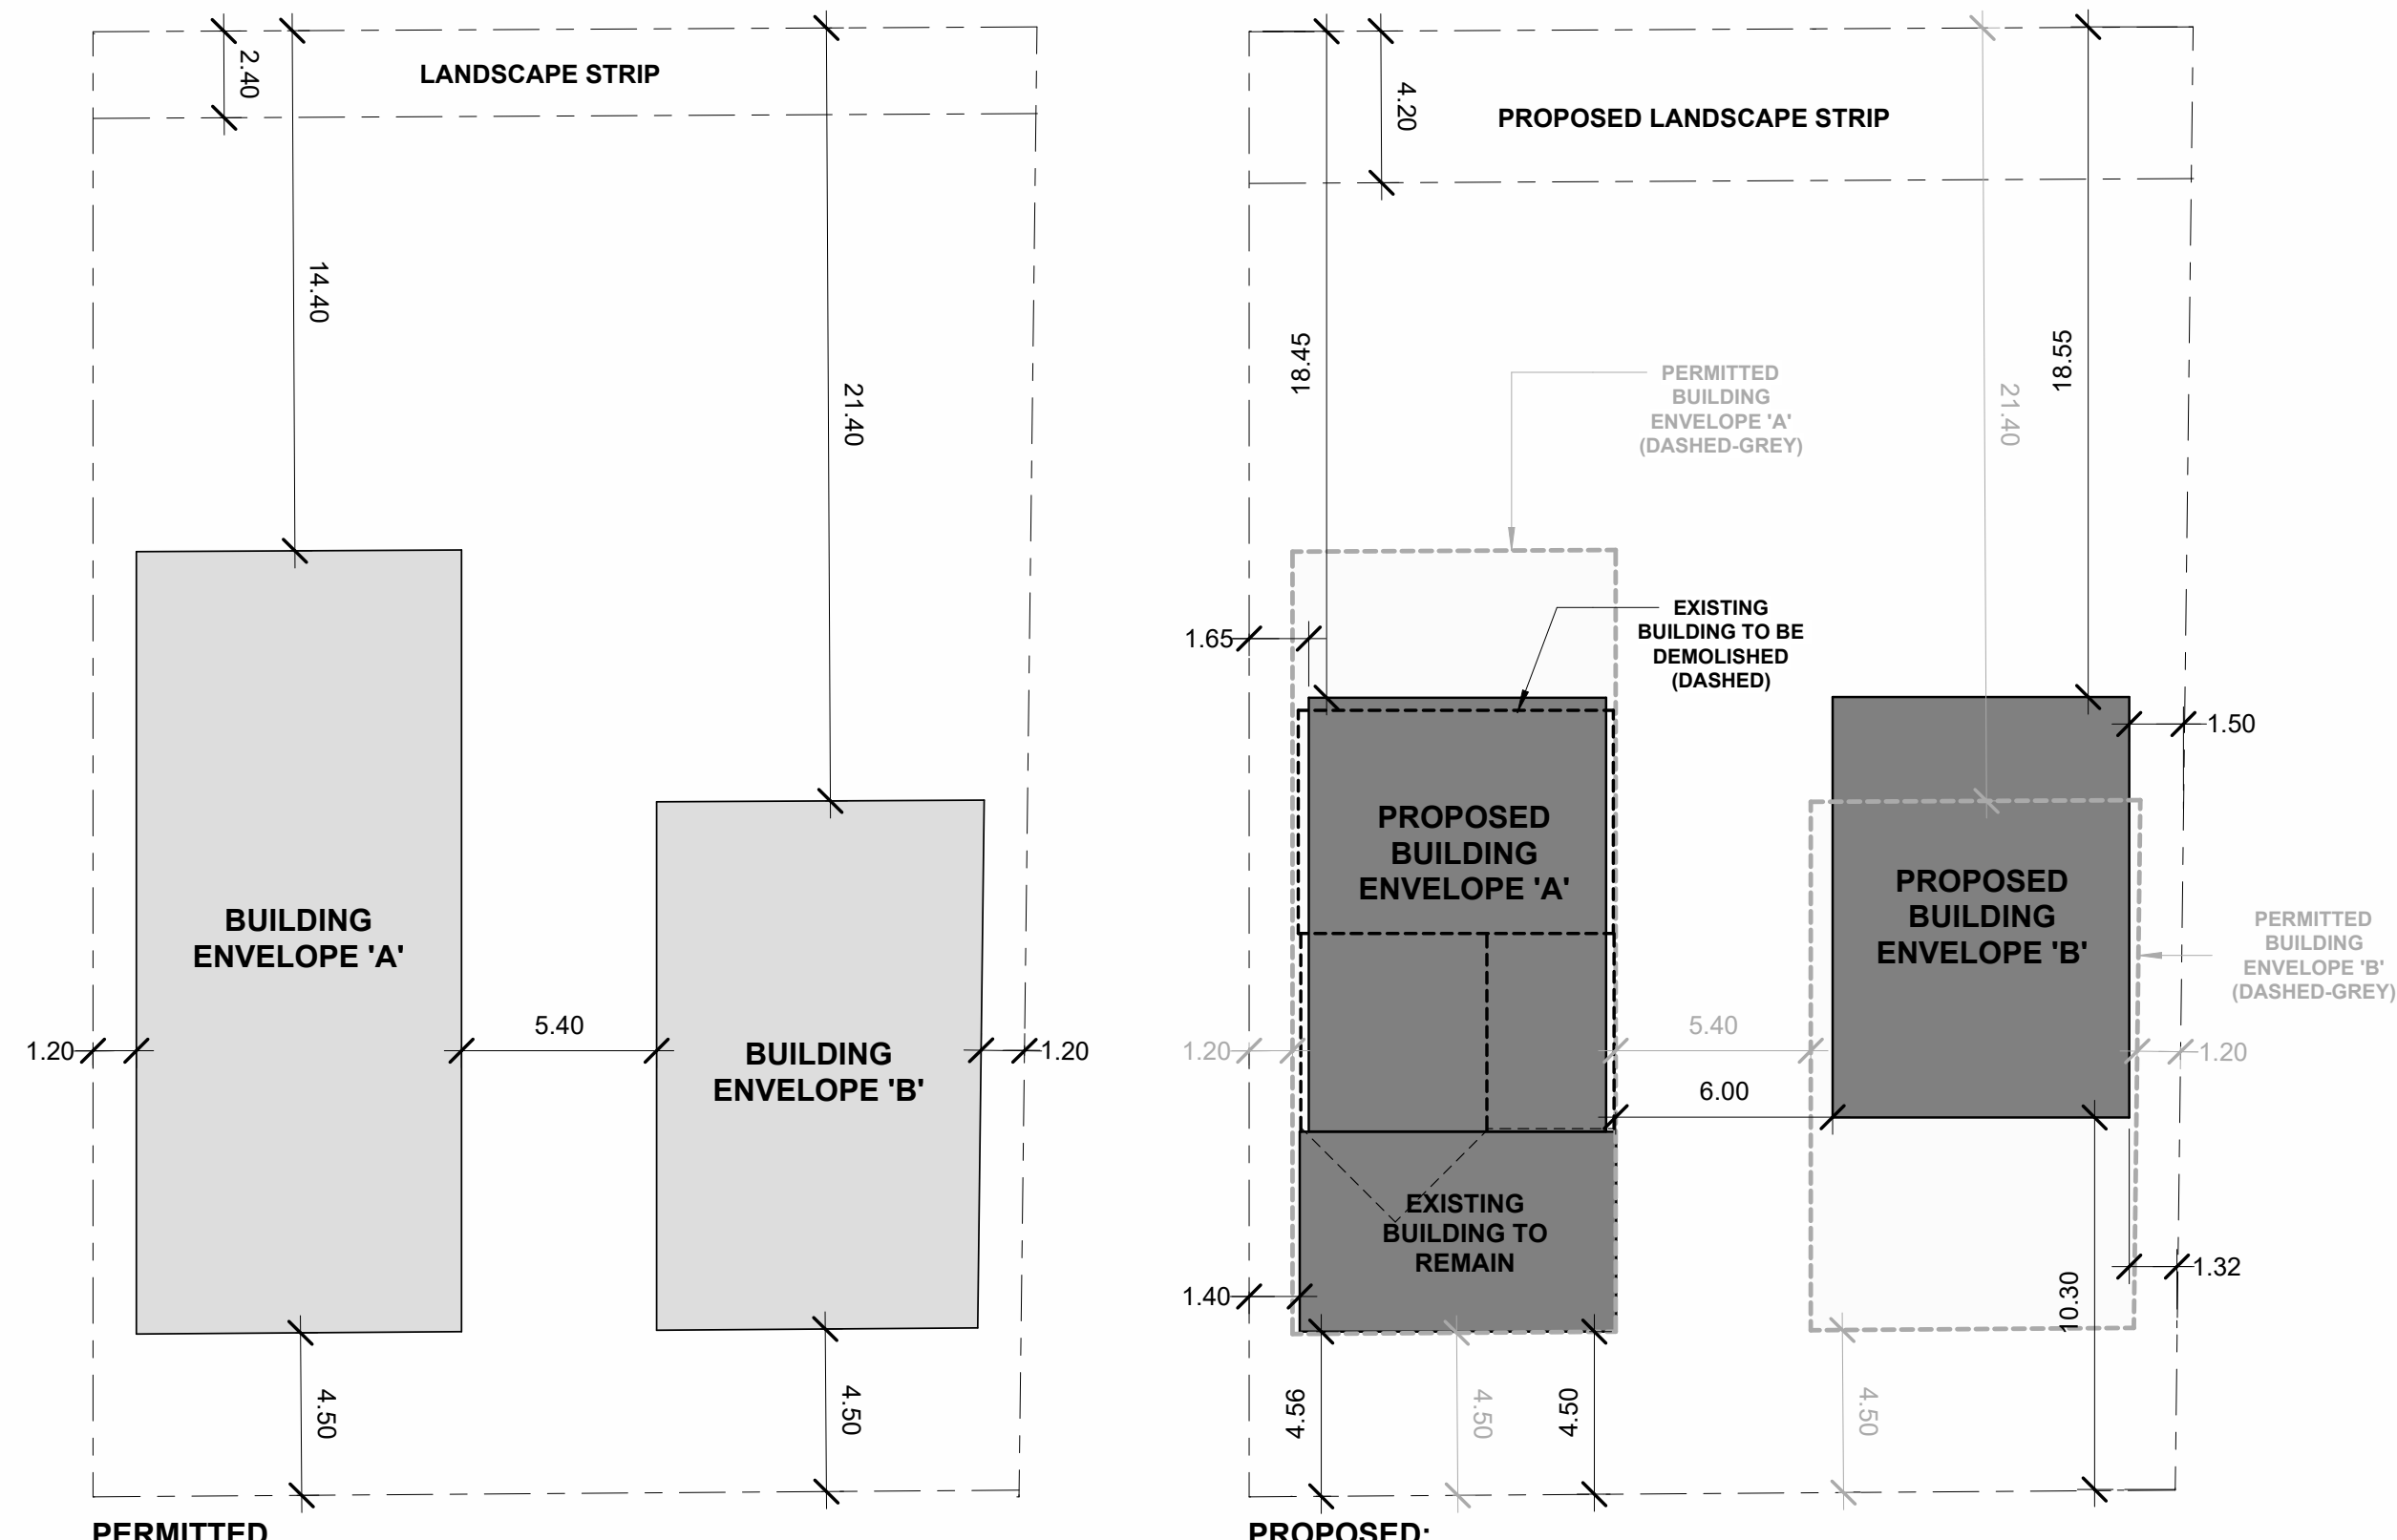 2.40
LANDSCAPE STRIP
14.40
21.40
BUILDING
ENVELOPE 'A'
1.20
5.40
BUILDING
ENVELOPE 'B'
1.20
4.50
4.50
PERMITTED
4.20
PROPOSED LANDSCAPE STRIP
18.45
18.55
21.40
PERMITTED
BUILDING
ENVELOPE 'A'
(DASHED-GREY)
EXISTING
BUILDING TO BE
DEMOLISHED
(DASHED)
1.65
1.50
PROPOSED
BUILDING
ENVELOPE 'A'
PROPOSED
BUILDING
ENVELOPE 'B'
PERMITTED
BUILDING
ENVELOPE 'B'
(DASHED-GREY)
1.20
5.40
1.20
6.00
EXISTING
BUILDING TO
REMAIN
1.40
1.32
10.30
4.56
4.50
4.50
4.50
PROPOSED: